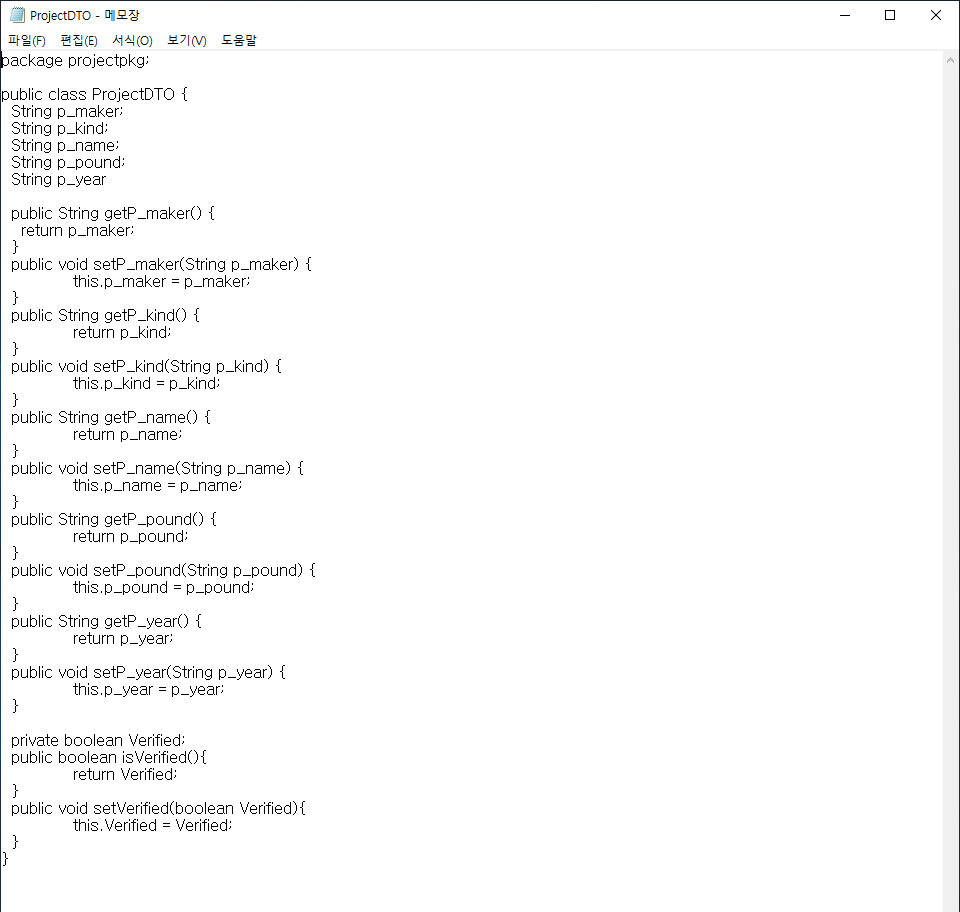 ProjectDTO - 메모장
파일(F) 편집(E) 서식(O) 보기(V) 도움말
package projectpkg;

public class ProjectDTO {
  String p_maker;
  String p_kind;
  String p_name;
  String p_pound;
  String p_year

  public String getP_maker() {
    return p_maker;
  }
  public void setP_maker(String p_maker) {
            this.p_maker = p_maker;
  }
  public String getP_kind() {
            return p_kind;
  }
  public void setP_kind(String p_kind) {
            this.p_kind = p_kind;
  }
  public String getP_name() {
            return p_name;
  }
  public void setP_name(String p_name) {
            this.p_name = p_name;
  }
  public String getP_pound() {
            return p_pound;
  }
  public void setP_pound(String p_pound) {
            this.p_pound = p_pound;
  }
  public String getP_year() {
            return p_year;
  }
  public void setP_year(String p_year) {
            this.p_year = p_year;
  }

  private boolean Verified;
  public boolean isVerified(){
            return Verified;
  }
  public void setVerified(boolean Verified){
            this.Verified = Verified;
  }
}